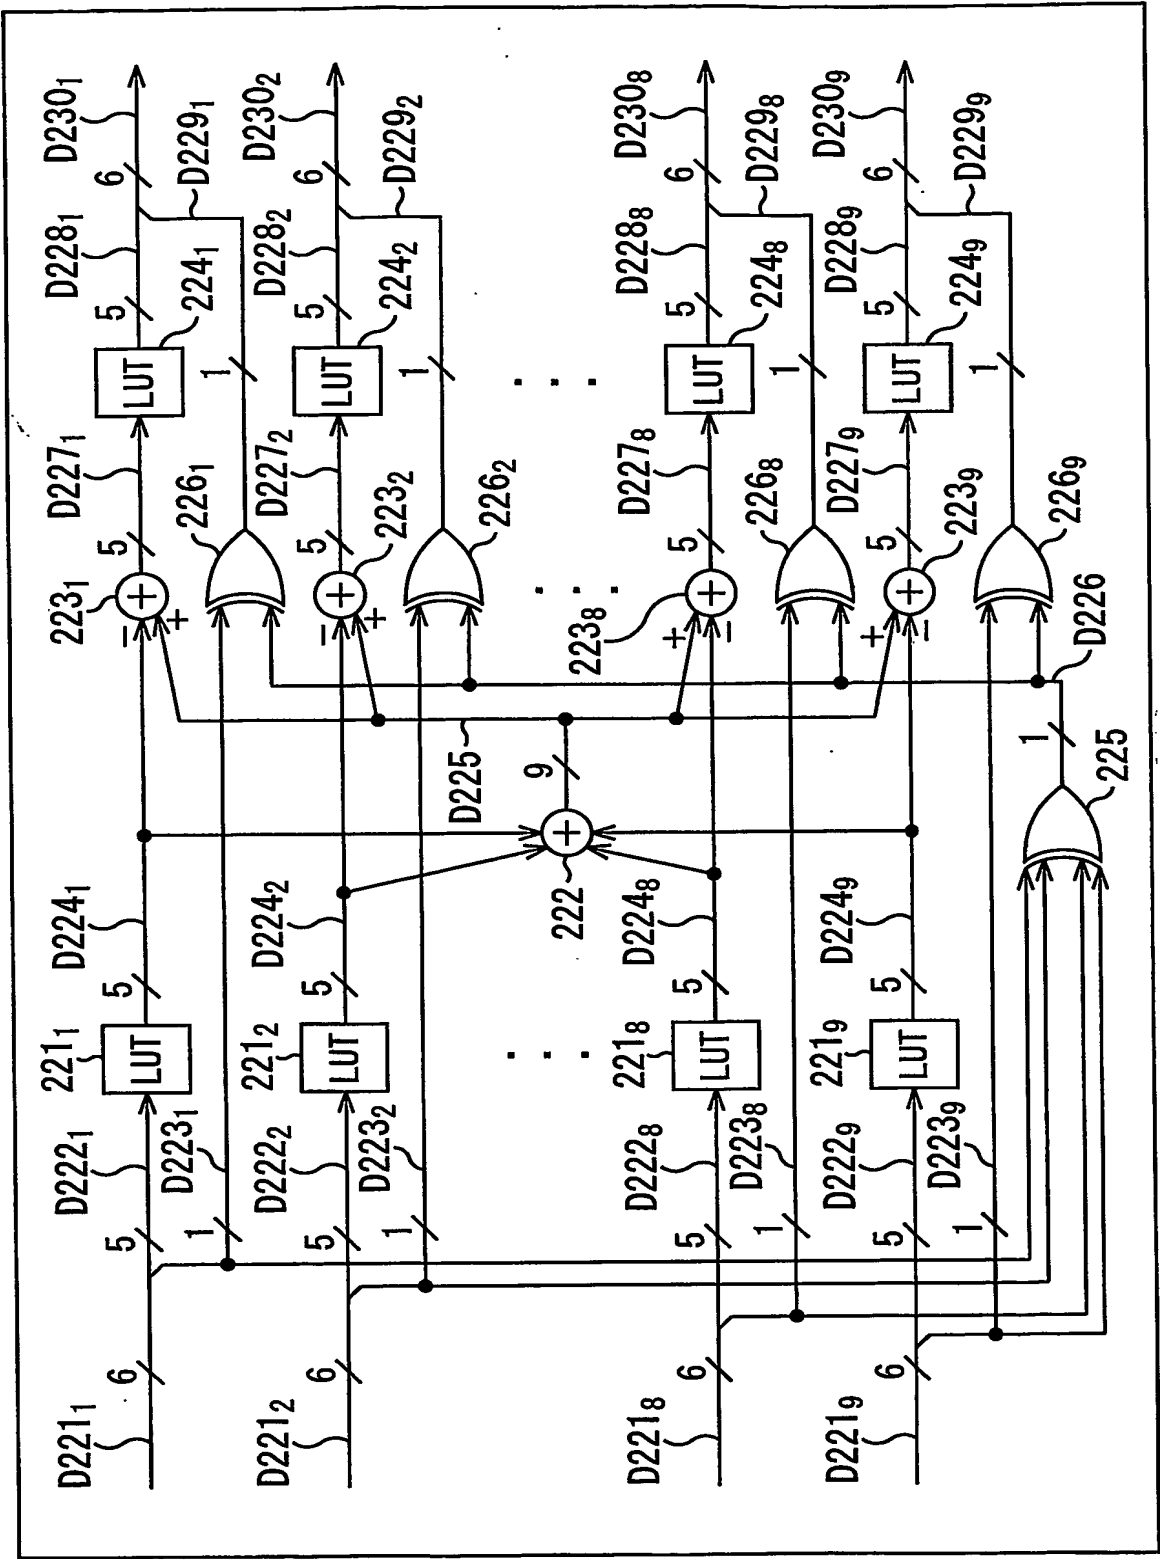 D2211 6 5 D2221 2211 LUT 5 D2241 − + 2231 5 D2271 LUT 2241 5 D2281 6 D2301
1 D2231 2261 1 D2291
D2212 6 5 D2222 2212 LUT 5 D2242 − + 2232 5 D2272 LUT 2242 5 D2282 6 D2302
1 D2232 2262 1 D2292
222 + 9 D225
. . . . . . . . .
D2218 6 5 D2228 2218 LUT 5 D2248 + − 2238 5 D2278 LUT 2248 5 D2288 6 D2308
1 D2238 2268 1 D2298
D2219 6 5 D2229 2219 LUT 5 D2249 + − 2239 5 D2279 LUT 2249 5 D2289 6 D2309
1 D2239 2269 1 D2299
225 1 D226